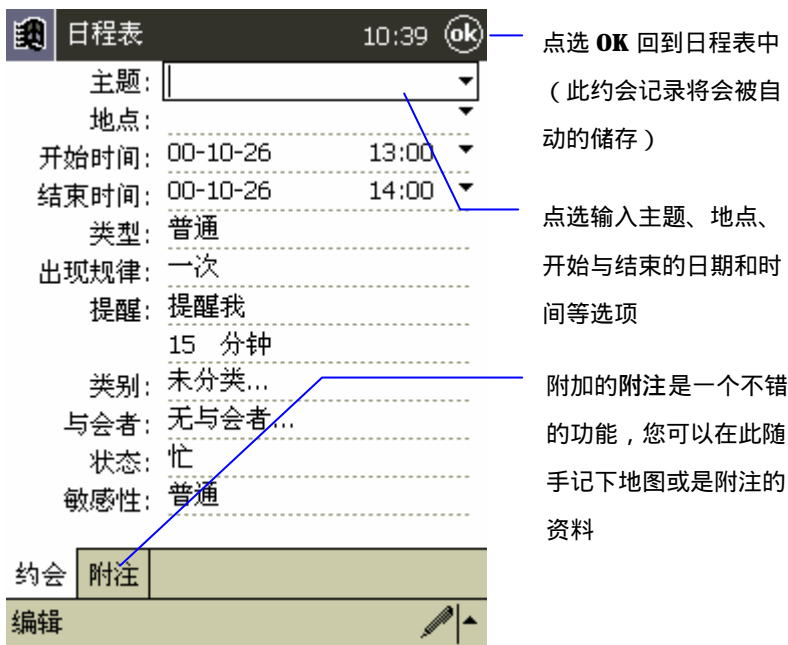 日程表 10:39 ok
主题:
地点:
开始时间: 00-10-26 13:00
结束时间: 00-10-26 14:00
类型: 普通
出现规律: 一次
提醒: 提醒我
15 分钟
类别: 未分类...
与会者: 无与会者...
状态: 忙
敏感性: 普通
约会 附注
编辑
点选 OK 回到日程表中
（此约会记录将会被自
动的储存）
点选输入主题、地点、
开始与结束的日期和时
间等选项
附加的附注是一个不错
的功能，您可以在此随
手记下地图或是附注的
资料